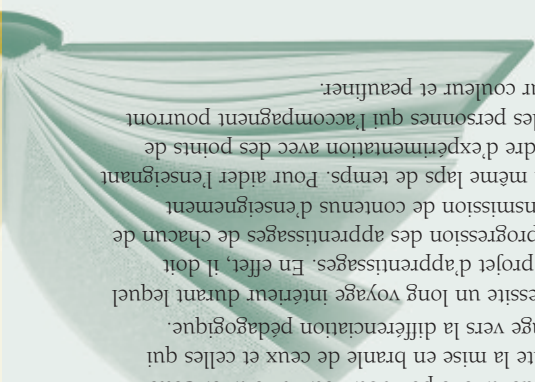 te la mise en branle de ceux et celles qui
age vers la différenciation pédagogique.
essite un long voyage intérieur durant lequel
projet d'apprentissages. En effet, il doit
progression des apprentissages de chacun de
nsmission de contenus d'enseignement
même laps de temps. Pour aider l'enseignant
dre d'expérimentation avec des points de
les personnes qui l'accompagnent pourront
ur couleur et peaufiner.